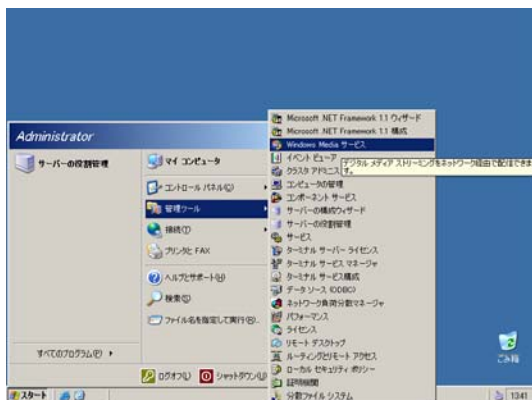 Administrator
サーバーの役割管理
すべてのプログラム(P)
マイ コンピュータ
コントロール パネル(C)
管理ツール
接続(T)
プリンタと FAX
ヘルプとサポート(H)
検索(S)
ファイル名を指定して実行(R)...
ログオフ(L)
シャットダウン(U)
Microsoft .NET Framework 1.1 ウィザード
Microsoft .NET Framework 1.1 構成
Windows Media サービス
イベント ビューア
デジタル メディア ストリーミングをネットワーク経由で配信できま
す。
クラスタ アドミニス
コンピュータの管理
コンポーネント サービス
サーバーの構成ウィザード
サーバーの役割管理
サービス
ターミナル サーバー ライセンス
ターミナル サービス マネージャ
ターミナル サービス構成
データ ソース (ODBC)
ネットワーク負荷分散マネージャ
パフォーマンス
ライセンス
リモート デスクトップ
ルーティングとリモート アクセス
ローカル セキュリティ ポリシー
証明機関
分散ファイル システム
ごみ箱
スタート
13:41